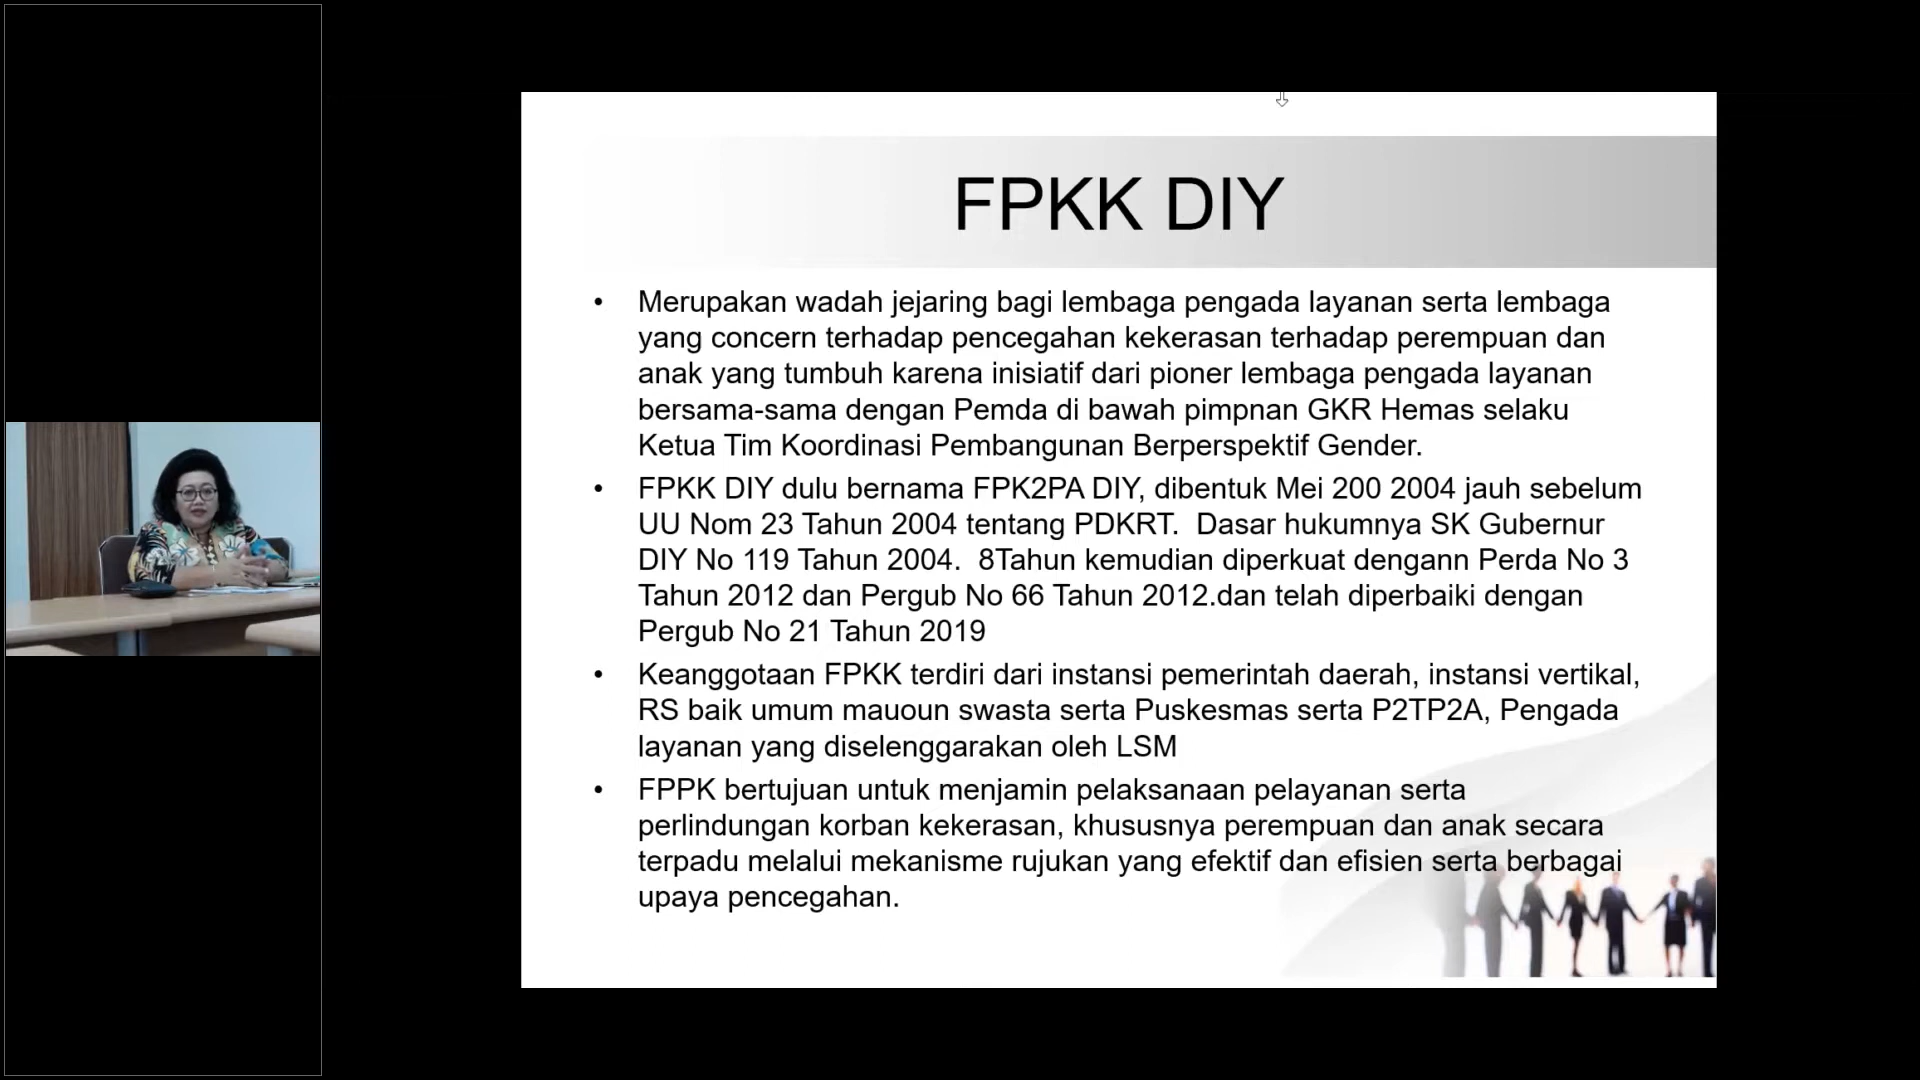 FPKK DIY
• Merupakan wadah jejaring bagi lembaga pengada layanan serta lembaga
yang concern terhadap pencegahan kekerasan terhadap perempuan dan
anak yang tumbuh karena inisiatif dari pioner lembaga pengada layanan
bersama-sama dengan Pemda di bawah pimpnan GKR Hemas selaku
Ketua Tim Koordinasi Pembangunan Berperspektif Gender.
• FPKK DIY dulu bernama FPK2PA DIY, dibentuk Mei 200 2004 jauh sebelum
UU Nom 23 Tahun 2004 tentang PDKRT.  Dasar hukumnya SK Gubernur
DIY No 119 Tahun 2004.  8Tahun kemudian diperkuat dengann Perda No 3
Tahun 2012 dan Pergub No 66 Tahun 2012.dan telah diperbaiki dengan
Pergub No 21 Tahun 2019
• Keanggotaan FPKK terdiri dari instansi pemerintah daerah, instansi vertikal,
RS baik umum mauoun swasta serta Puskesmas serta P2TP2A, Pengada
layanan yang diselenggarakan oleh LSM
• FPPK bertujuan untuk menjamin pelaksanaan pelayanan serta
perlindungan korban kekerasan, khususnya perempuan dan anak secara
terpadu melalui mekanisme rujukan yang efektif dan efisien serta berbagai
upaya pencegahan.